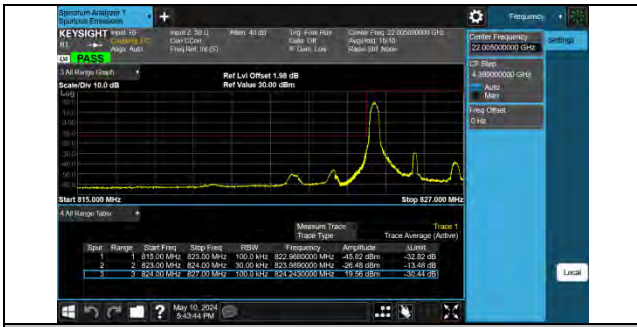 Spectrum Analyzer 1
Spurious Emissions
+
Frequency
KEYSIGHT Input: RF
R L
Align: Auto
Input Z: 50 Ω
Corr CCorr
Freq Ref: Int (S)
Atten: 40 dB
Trig: Free Run
Gate: Off
IF Gain: Low
Center Freq: 22.005000000 GHz
Avg|Hold: 10/10
Radio Std: None
Center Frequency
22.005000000 GHz
Settings
PASS
CF Step
4.399000000 GHz
Auto
Man
Freq Offset
0 Hz
3 All Range Graph
Scale/Div 10.0 dB
Ref Lvl Offset 1.98 dB
Ref Value 30.00 dBm
Log
Start 815.000 MHz
Stop 827.000 MHz
4 All Range Table
Measure Trace Trace 1
Trace Type Trace Average (Active)
Spur Range Start Freq Stop Freq RBW Frequency Amplitude ΔLimit
1 1 815.00 MHz 823.00 MHz 100.0 kHz 822.9680000 MHz -45.82 dBm -32.82 dB
2 2 823.00 MHz 824.00 MHz 30.00 kHz 823.9890000 MHz -26.48 dBm -13.48 dB
3 3 824.00 MHz 827.00 MHz 100.0 kHz 824.2430000 MHz 19.56 dBm -30.44 dB
Local
?
May 10, 2024
5:43:44 PM